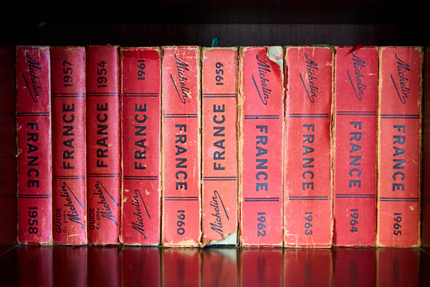 1958 FRANCE Michelin
GUIDE
Michelin FRANCE 1957
GUIDE
Michelin FRANCE 1954
Michelin FRANCE 1961
1960 FRANCE Michelin
Michelin FRANCE 1959
1962 FRANCE Michelin
1963 FRANCE Michelin
1964 FRANCE Michelin
1965 FRANCE Michelin